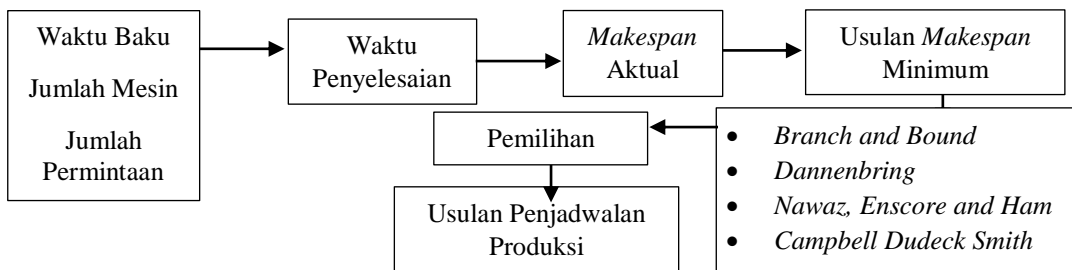 Waktu Baku
Jumlah Mesin
Jumlah
Permintaan
Waktu
Penyelesaian
Makespan
Aktual
Usulan Makespan
Minimum
• Branch and Bound
• Dannenbring
• Nawaz, Enscore and Ham
• Campbell Dudeck Smith
Pemilihan
Usulan Penjadwalan
Produksi